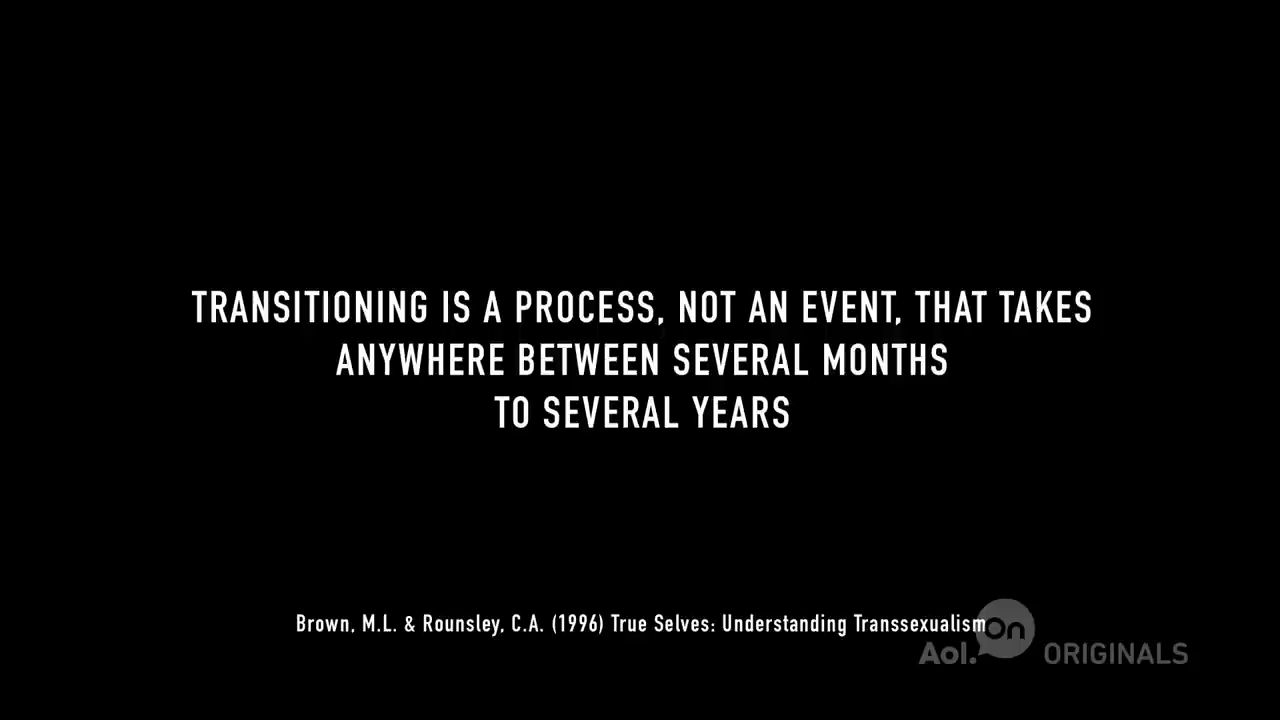 TRANSITIONING IS A PROCESS, NOT AN EVENT, THAT TAKES
ANYWHERE BETWEEN SEVERAL MONTHS
TO SEVERAL YEARS
Brown, M.L. & Rounsley, C.A. (1996) True Selves: Understanding Transsexualism
Aol. On ORIGINALS